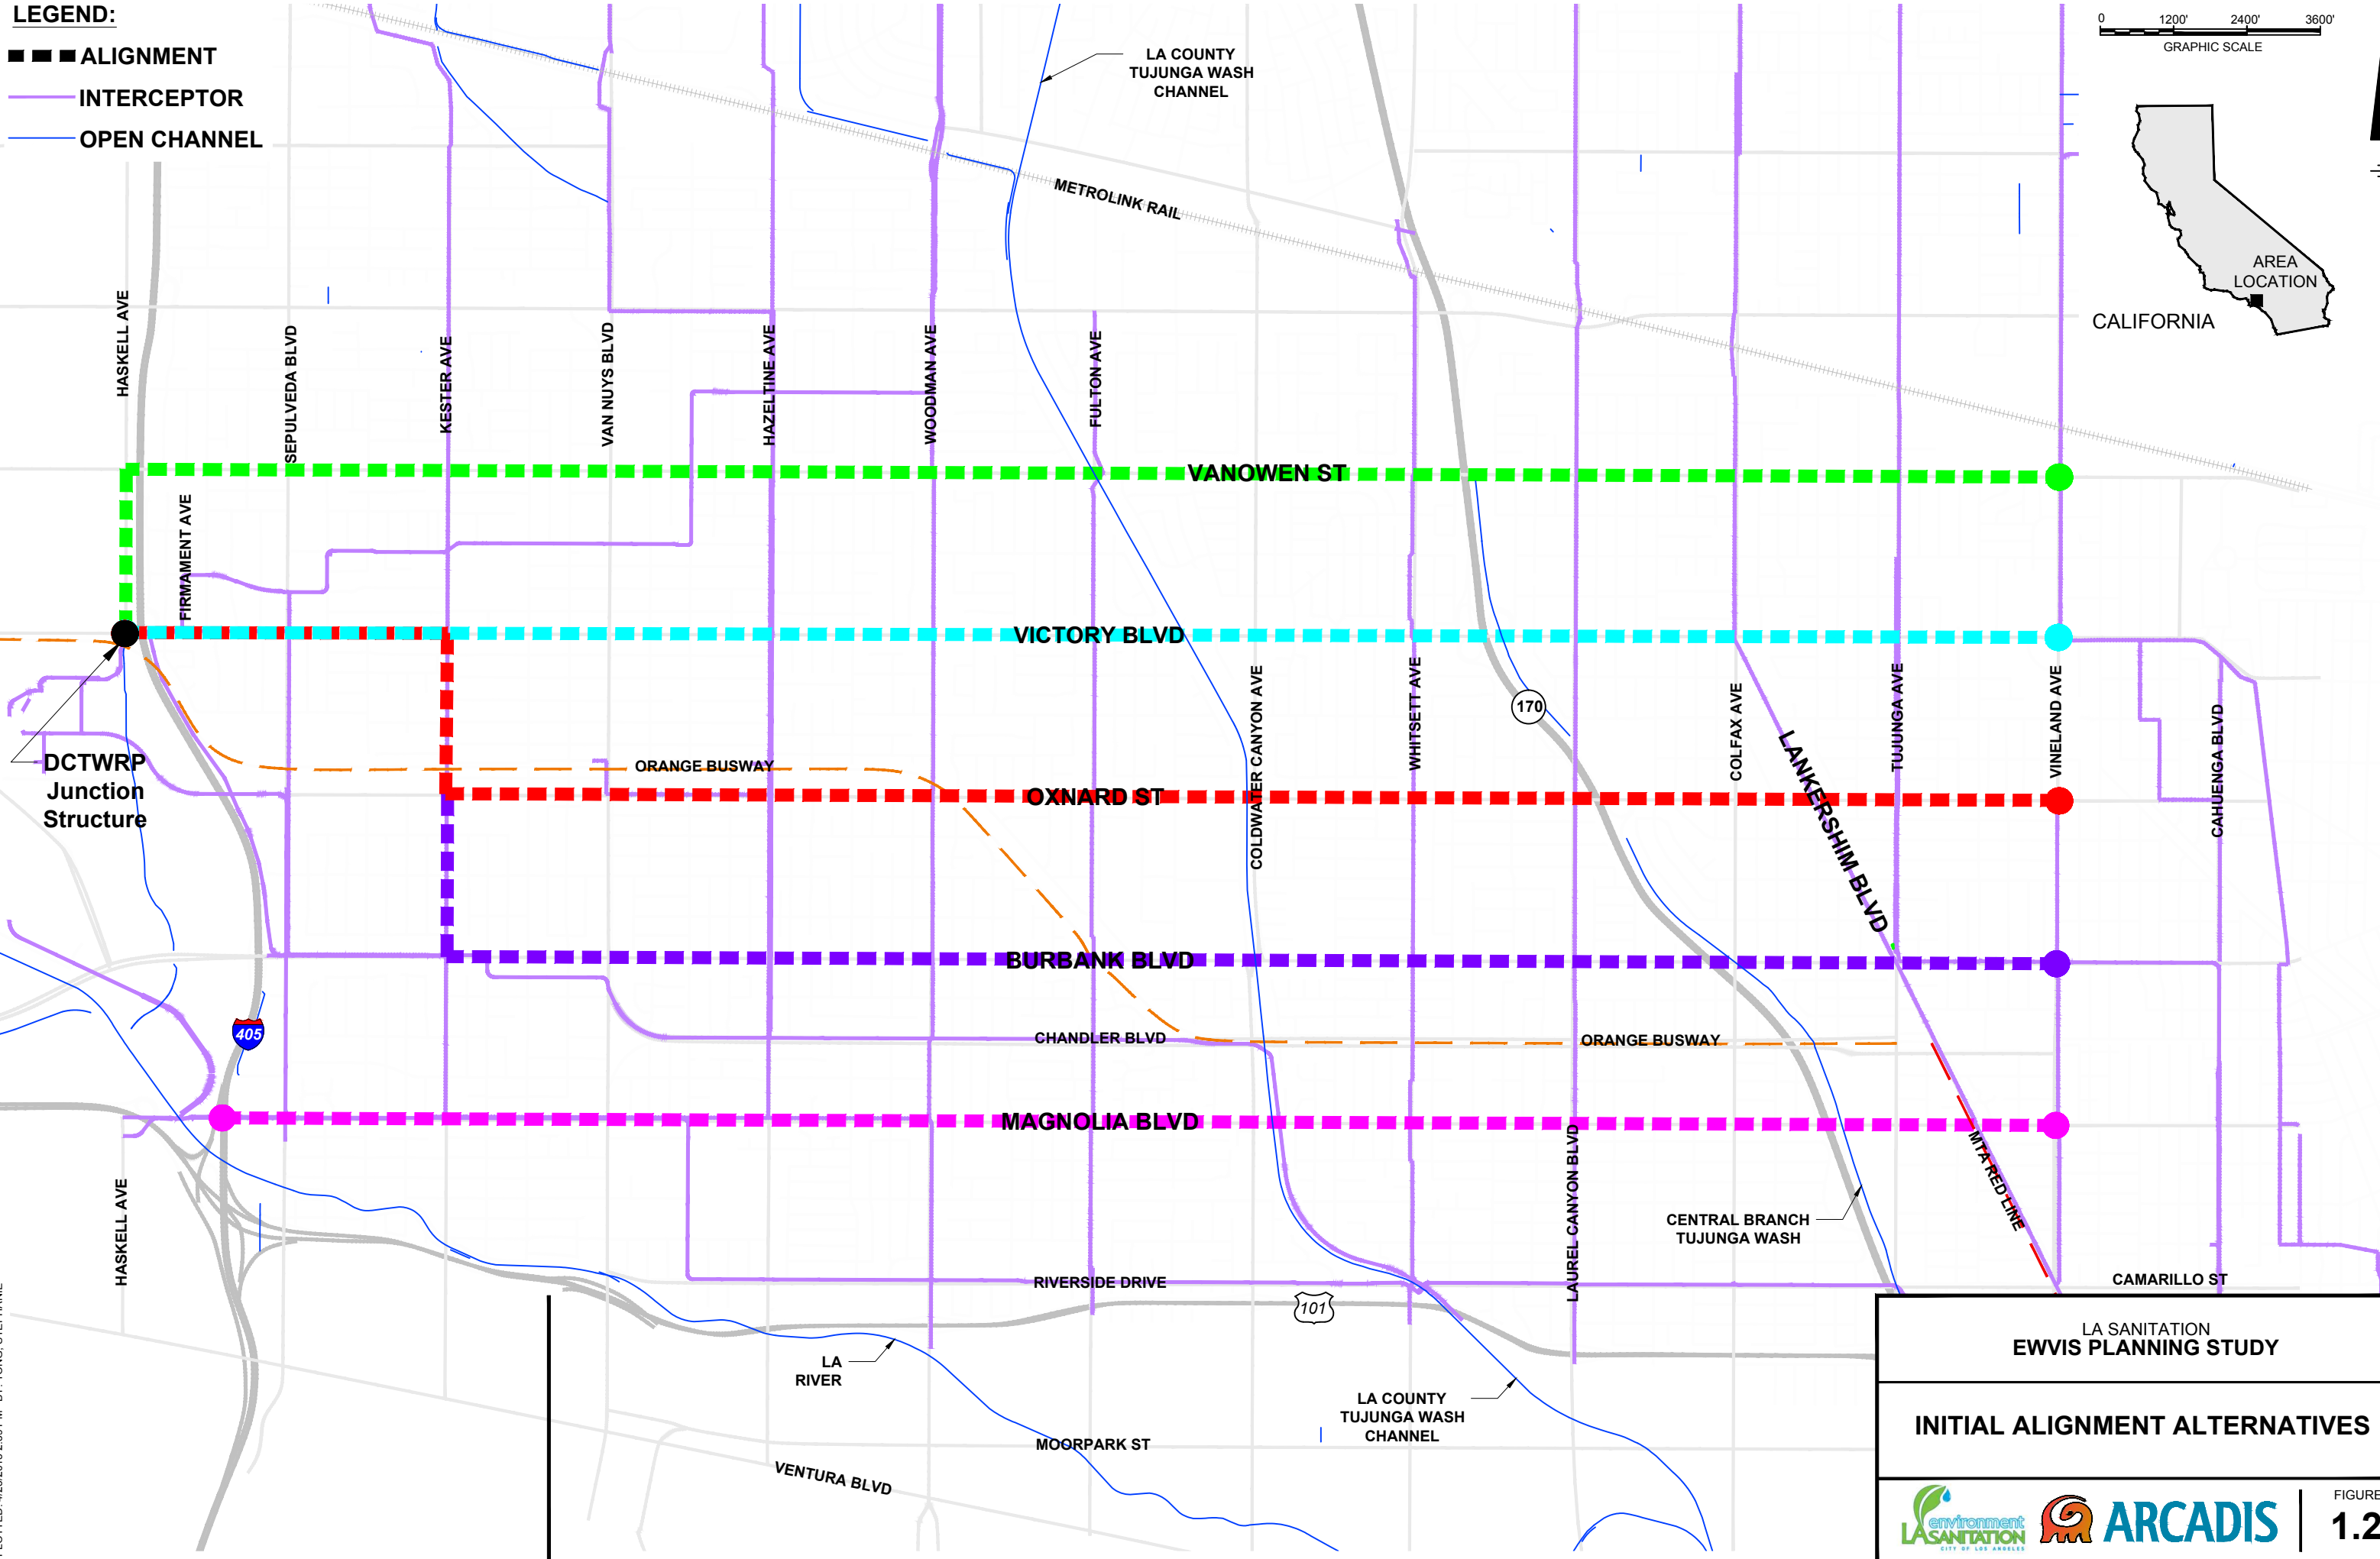 LEGEND:
ALIGNMENT
INTERCEPTOR
OPEN CHANNEL
LA COUNTY
TUJUNGA WASH
CHANNEL
0 1200' 2400' 3600'
GRAPHIC SCALE
METROLINK RAIL
AREA
LOCATION
CALIFORNIA
HASKELL AVE
SEPULVEDA BLVD
KESTER AVE
VAN NUYS BLVD
HAZELTINE AVE
WOODMAN AVE
FULTON AVE
VANOWEN ST
FIRMAMENT AVE
VICTORY BLVD
COLDWATER CANYON AVE
WHITSETT AVE
170
COLFAX AVE
LANKERSHIM BLVD
TUJUNGA AVE
VINELAND AVE
CAHUENGA BLVD
DCTWRP
Junction
Structure
ORANGE BUSWAY
OXNARD ST
BURBANK BLVD
405
CHANDLER BLVD
ORANGE BUSWAY
MAGNOLIA BLVD
MTA RED LINE
HASKELL AVE
LAUREL CANYON BLVD
CENTRAL BRANCH
TUJUNGA WASH
RIVERSIDE DRIVE
CAMARILLO ST
101
LA
RIVER
LA COUNTY
TUJUNGA WASH
CHANNEL
MOORPARK ST
VENTURA BLVD
LA SANITATION
EWVIS PLANNING STUDY
INITIAL ALIGNMENT ALTERNATIVES
environment
LA SANITATION
CITY OF LOS ANGELES
ARCADIS
FIGURE
1.2